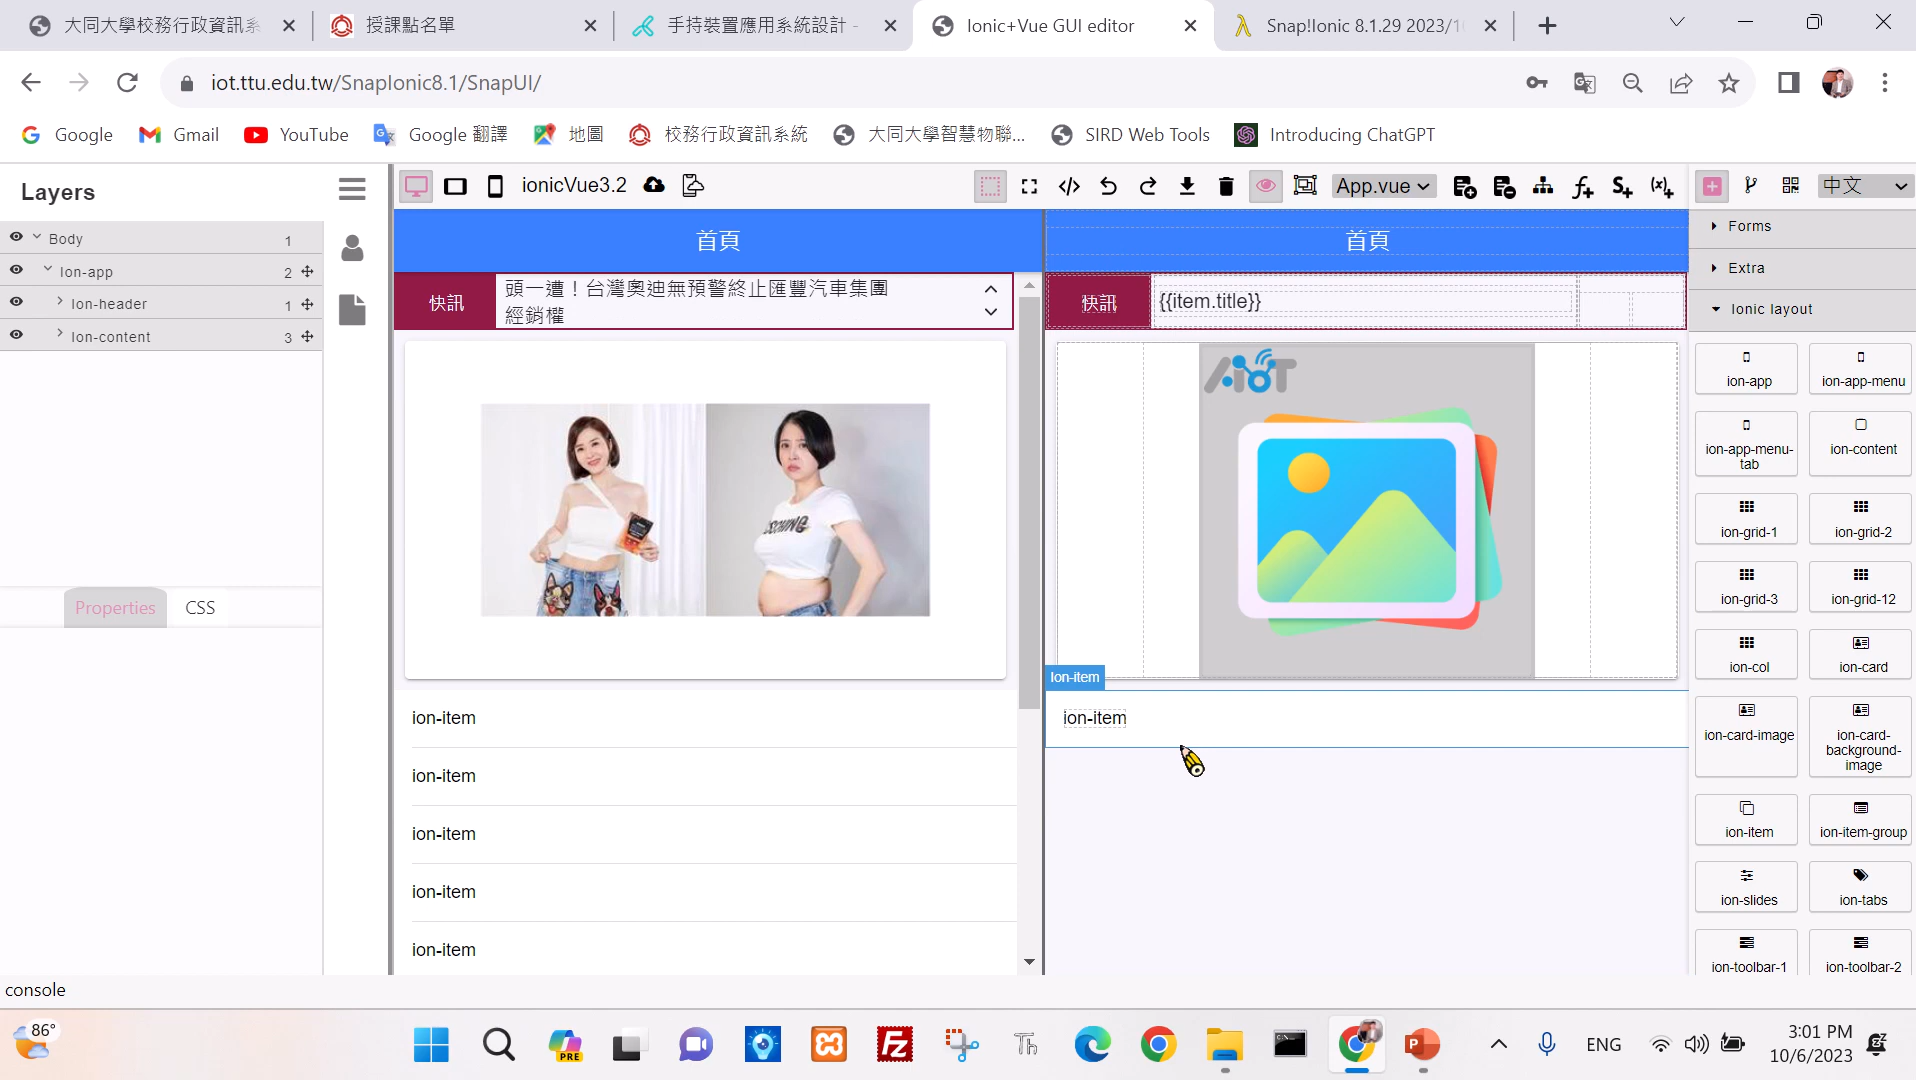 大同大學校務行政資訊系
授課點名單
手持裝置應用系統設計 -
Ionic+Vue GUI editor
Snap!Ionic 8.1.29 2023/10
iot.ttu.edu.tw/SnapIonic8.1/SnapUI/
Google
Gmail
YouTube
Google 翻譯
地圖
校務行政資訊系統
大同大學智慧物聯...
SIRD Web Tools
Introducing ChatGPT
Layers
ionicVue3.2
App.vue
中文
Body 1
Ion-app 2
Ion-header 1
Ion-content 3
Properties
CSS
首頁
快訊
頭一遭！台灣奧迪無預警終止匯豐汽車集團
經銷權
ion-item
ion-item
ion-item
ion-item
ion-item
首頁
快訊
{{item.title}}
AIoT
Ion-item
ion-item
Forms
Extra
Ionic layout
ion-app
ion-app-menu
ion-app-menu-
tab
ion-content
ion-grid-1
ion-grid-2
ion-grid-3
ion-grid-12
ion-col
ion-card
ion-card-image
ion-card-
background-
image
ion-item
ion-item-group
ion-slides
ion-tabs
ion-toolbar-1
ion-toolbar-2
console
86°
PRE
Th
ENG
3:01 PM
10/6/2023